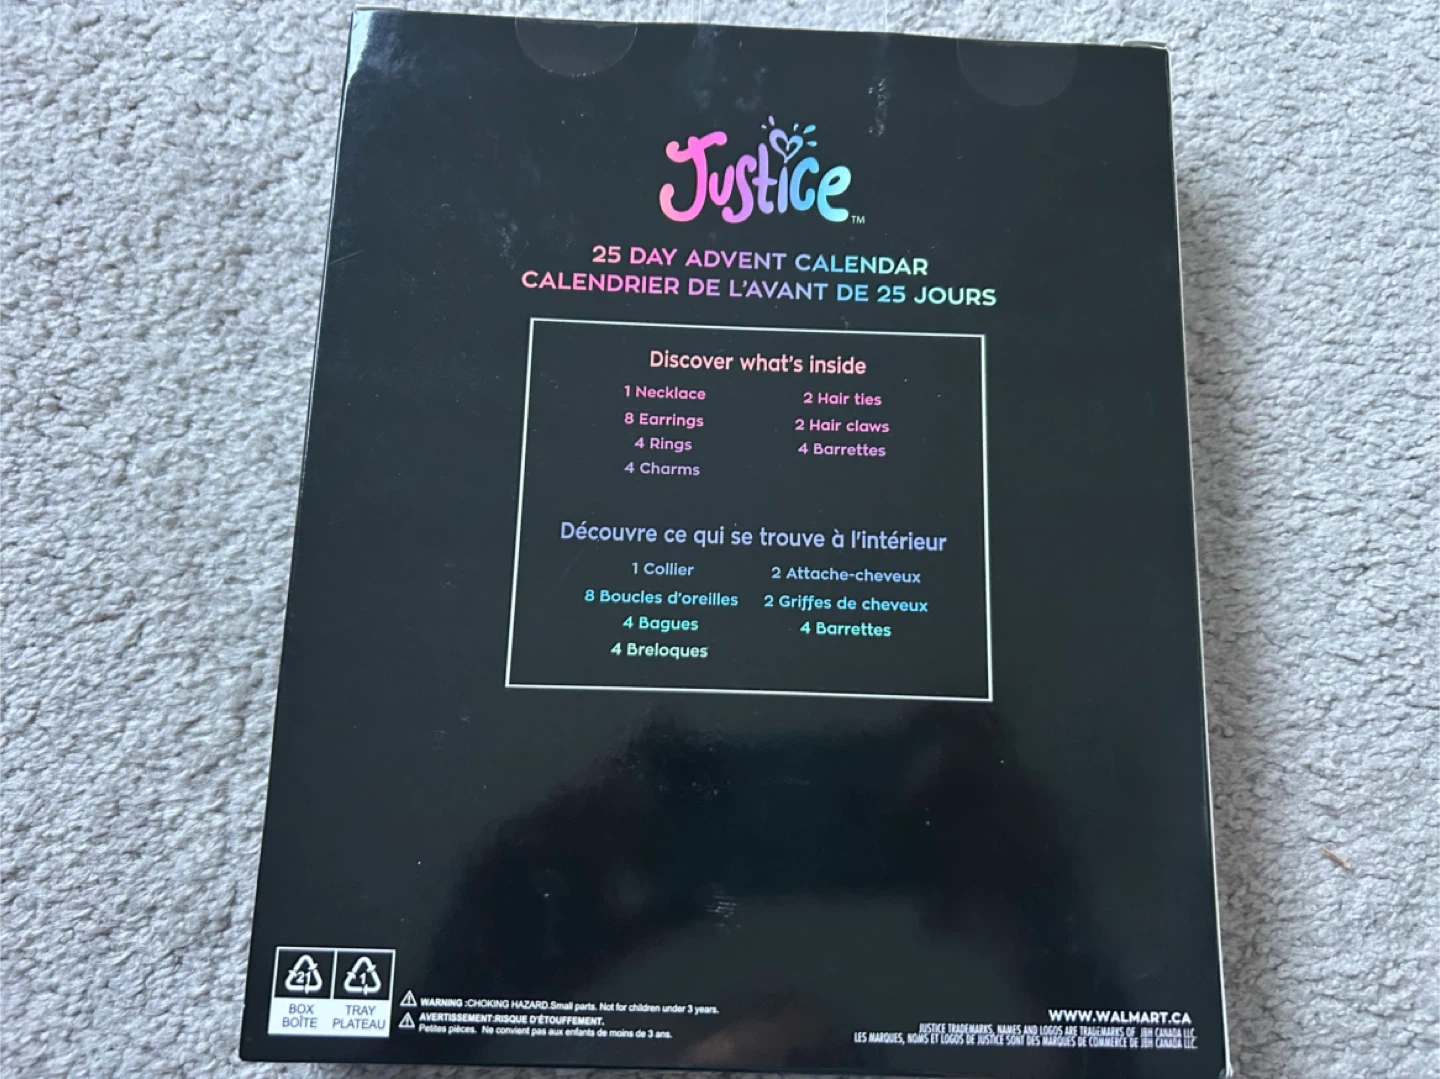 Justice™
25 DAY ADVENT CALENDAR
CALENDRIER DE L'AVANT DE 25 JOURS
Discover what's inside
1 Necklace
8 Earrings
4 Rings
4 Charms
2 Hair ties
2 Hair claws
4 Barrettes
Découvre ce qui se trouve à l'intérieur
1 Collier
8 Boucles d'oreilles
4 Bagues
4 Breloques
2 Attache-cheveux
2 Griffes de cheveux
4 Barrettes
21
1
BOX
BOÎTE
TRAY
PLATEAU
WARNING :CHOKING HAZARD.Small parts. Not for children under 3 years.
AVERTISSEMENT:RISQUE D'ÉTOUFFEMENT.
Petites pièces. Ne convient pas aux enfants de moins de 3 ans.
WWW.WALMART.CA
JUSTICE TRADEMARKS, NAMES AND LOGOS ARE TRADEMARKS OF JBH CANADA LLC.
LES MARQUES, NOMS ET LOGOS DE JUSTICE SONT DES MARQUES DE COMMERCE DE JBH CANADA LLC.